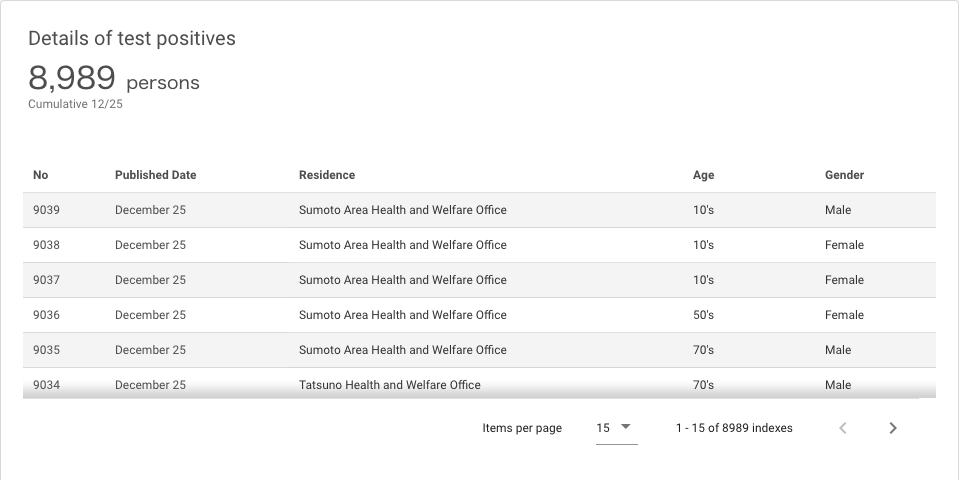 Details of test positives
8,989 persons
Cumulative 12/25
No Published Date Residence Age Gender
9039 December 25 Sumoto Area Health and Welfare Office 10's Male
9038 December 25 Sumoto Area Health and Welfare Office 10's Female
9037 December 25 Sumoto Area Health and Welfare Office 10's Female
9036 December 25 Sumoto Area Health and Welfare Office 50's Female
9035 December 25 Sumoto Area Health and Welfare Office 70's Male
9034 December 25 Tatsuno Health and Welfare Office 70's Male
Items per page 15 1 - 15 of 8989 indexes